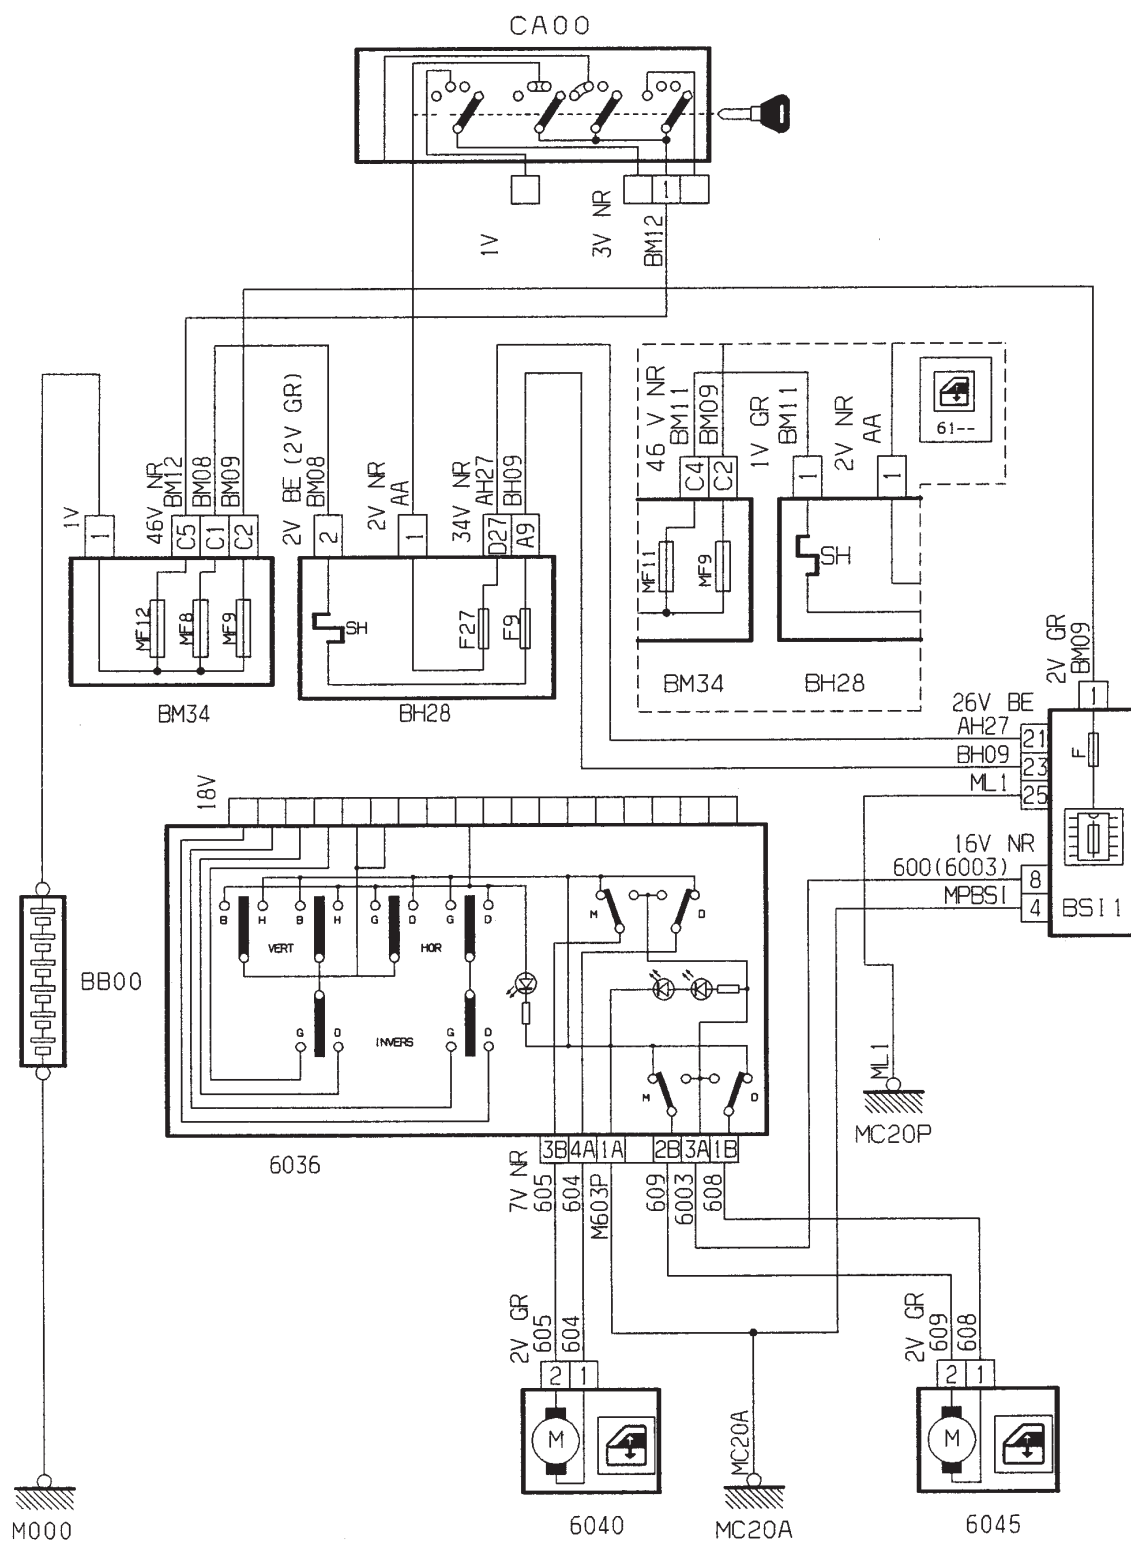 CA00
1
1V
3V NR
BM12
1V
1
46V NR
BM12
BM08
BM09
C5
C1
C2
2V BE(2V GR)
BM08
2
2V NR
AA
1
34V NR
AH27
BH09
D27
A9
46 V NR
BM11
BM09
C4
C2
1V GR
BM11
1
2V NR
AA
1
61--
MF12
MF8
MF9
SH
F27
F9
MF11
MF9
SH
BM34
BH28
BM34
BH28
2V GR
BM09
1
26V BE
AH27
21
BH09
23
ML1
25
F
16V NR
600(6003)
8
MPBSI
4
BSI1
18V
B
H
B
H
G
D
G
D
VERT
HOR
M
D
G
D
INVERS
G
D
M
D
BB00
ML1
MC20P
6036
3B
4A
1A
2B
3A
1B
7V NR
605
604
M603P
609
6003
608
2V GR
605
604
2
1
M
6040
MC20A
MC20A
2V GR
609
608
2
1
M
6045
M000